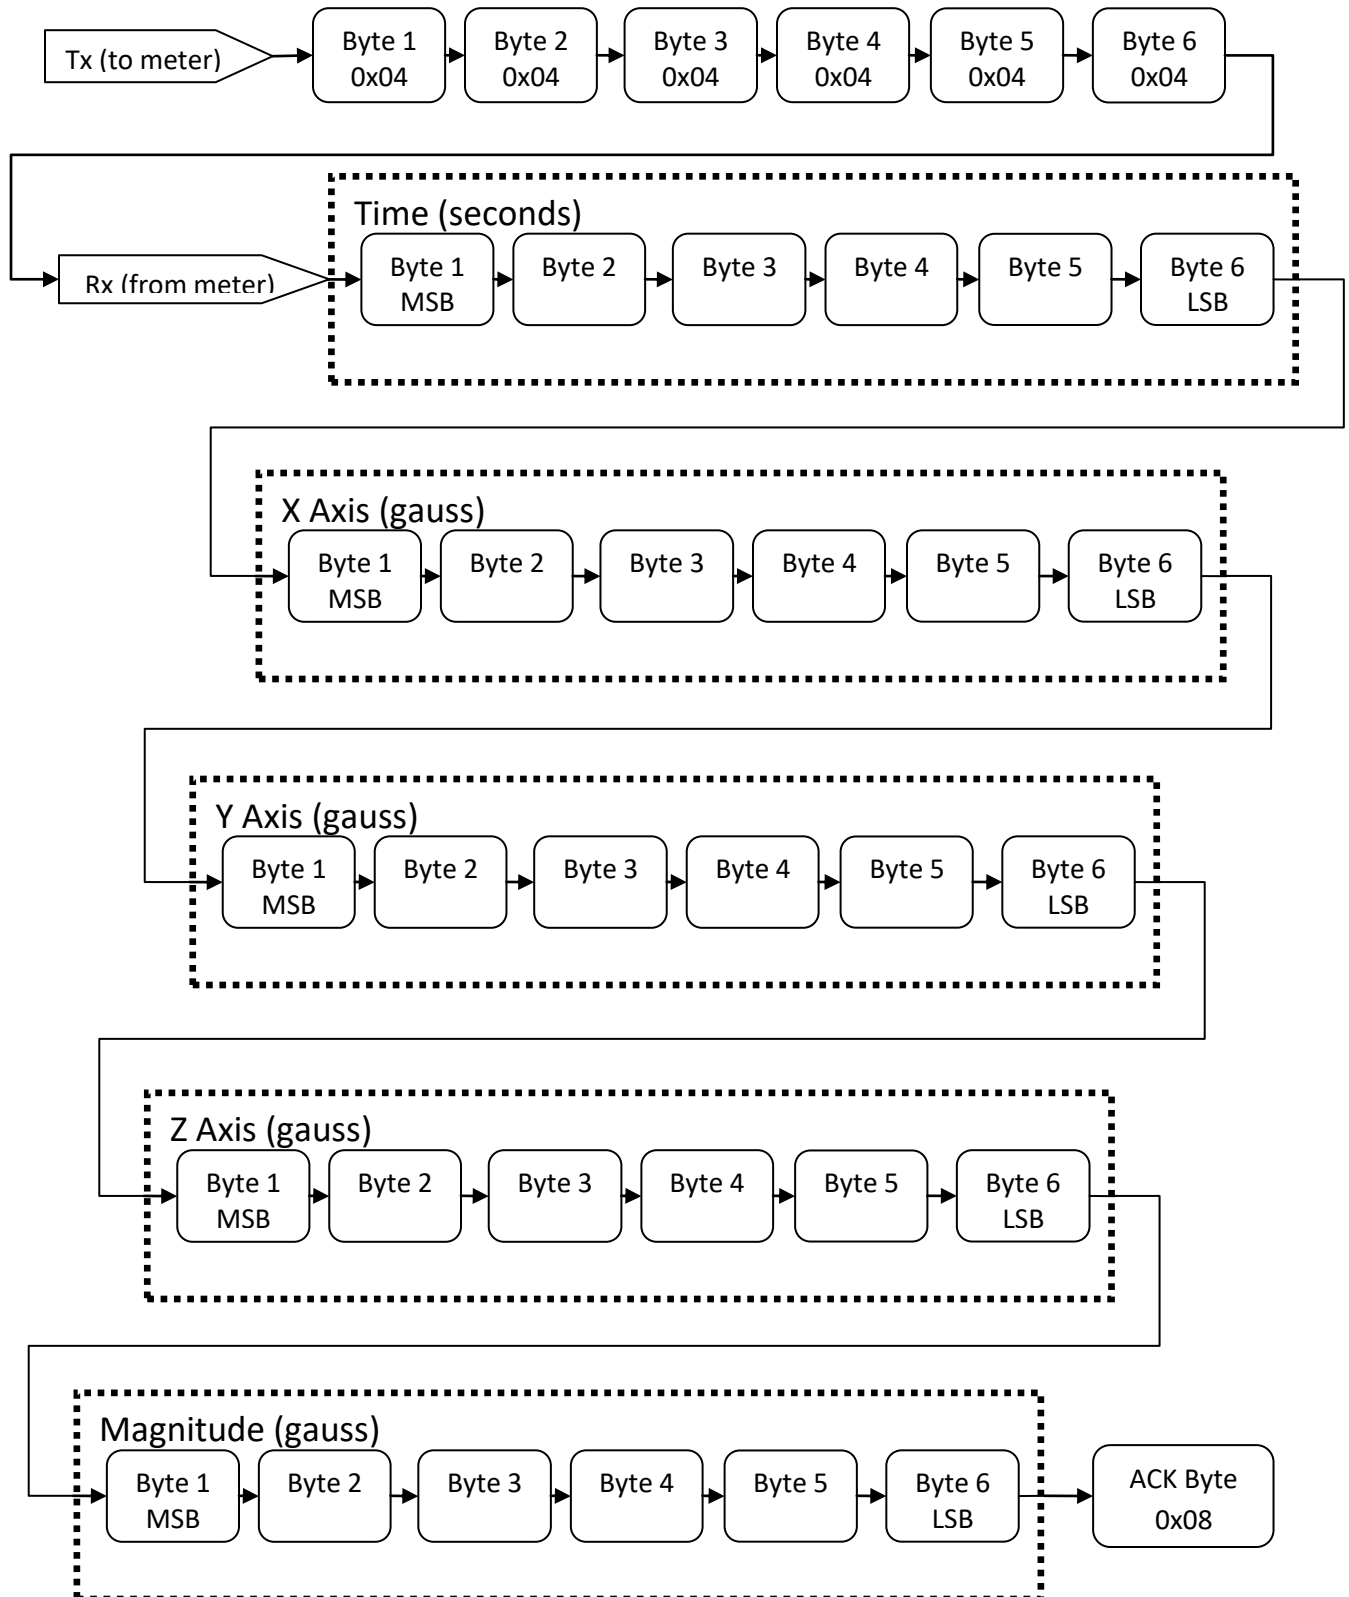 Tx (to meter)
Byte 1
0x04
Byte 2
0x04
Byte 3
0x04
Byte 4
0x04
Byte 5
0x04
Byte 6
0x04
Time (seconds)
Rx (from meter)
Byte 1
MSB
Byte 2
Byte 3
Byte 4
Byte 5
Byte 6
LSB
X Axis (gauss)
Byte 1
MSB
Byte 2
Byte 3
Byte 4
Byte 5
Byte 6
LSB
Y Axis (gauss)
Byte 1
MSB
Byte 2
Byte 3
Byte 4
Byte 5
Byte 6
LSB
Z Axis (gauss)
Byte 1
MSB
Byte 2
Byte 3
Byte 4
Byte 5
Byte 6
LSB
Magnitude (gauss)
Byte 1
MSB
Byte 2
Byte 3
Byte 4
Byte 5
Byte 6
LSB
ACK Byte
0x08